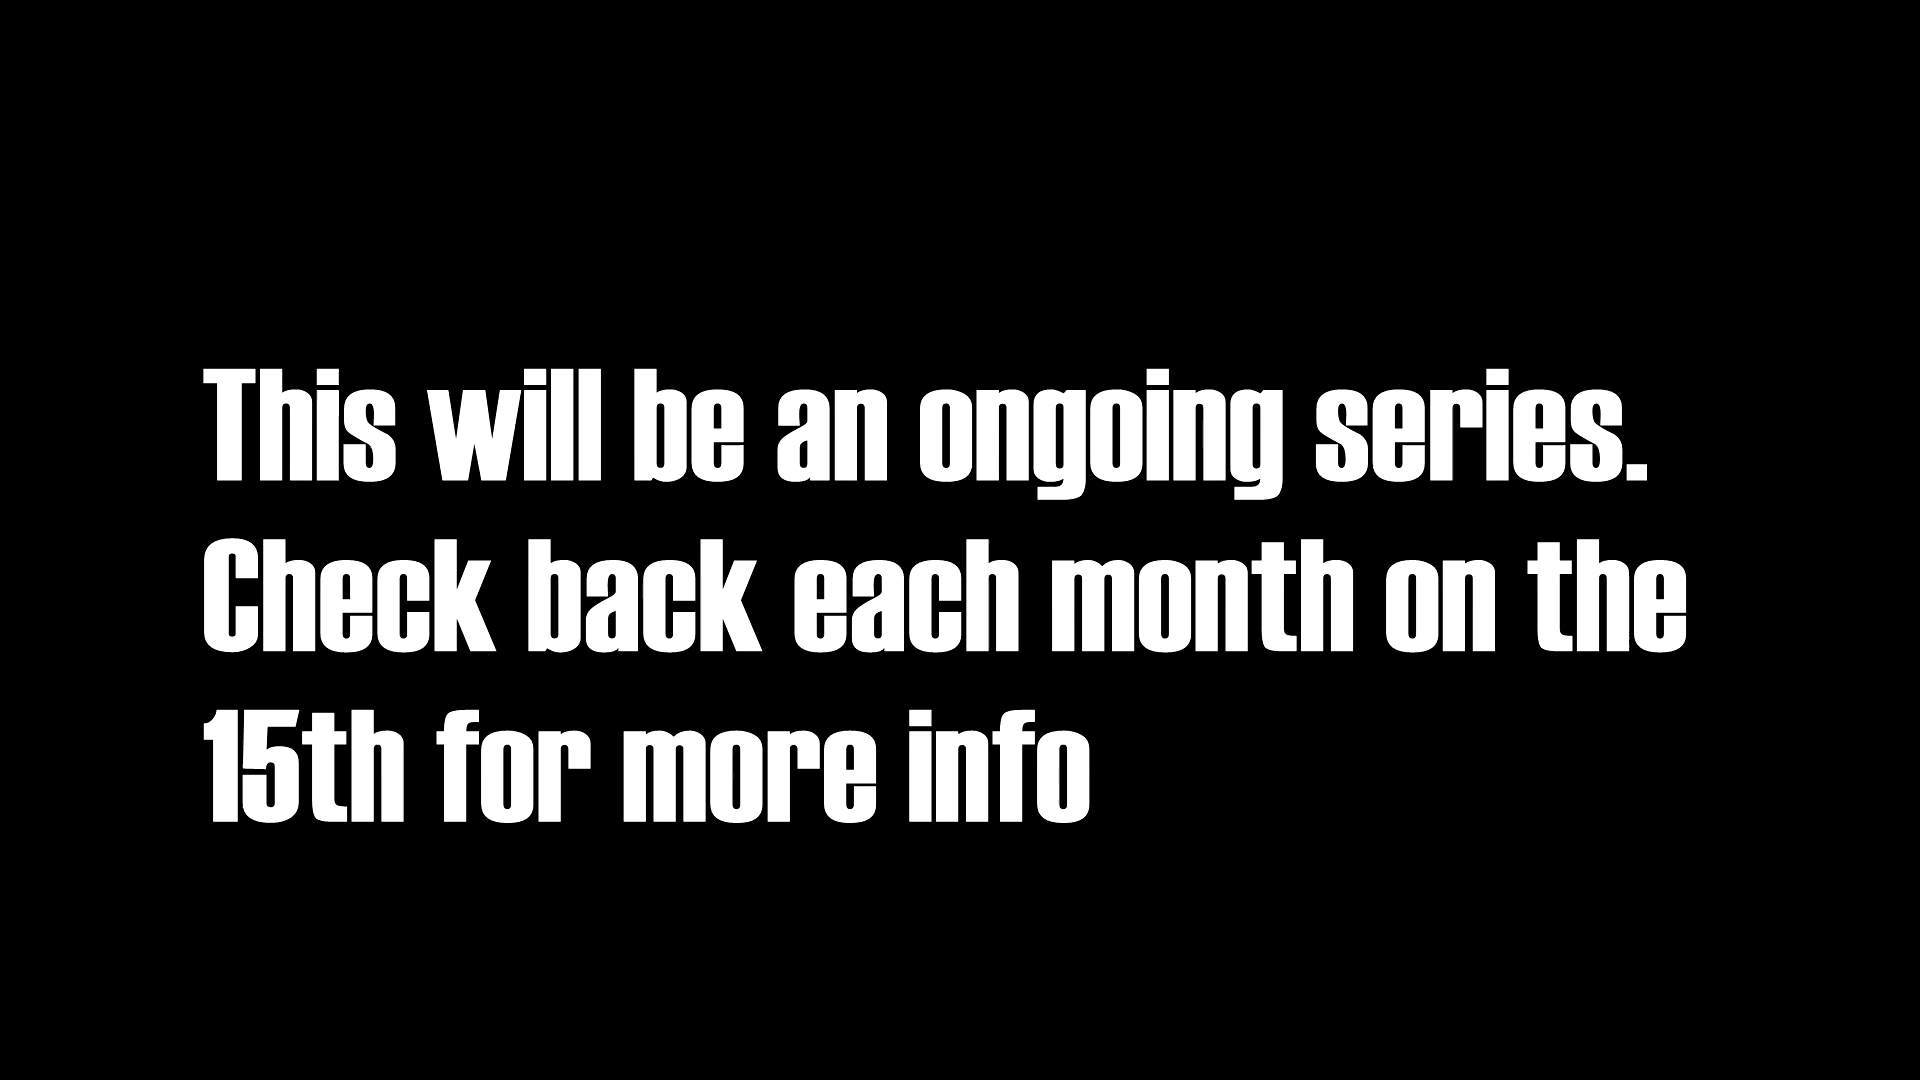 This will be an ongoing series.
Check back each month on the
15th for more info